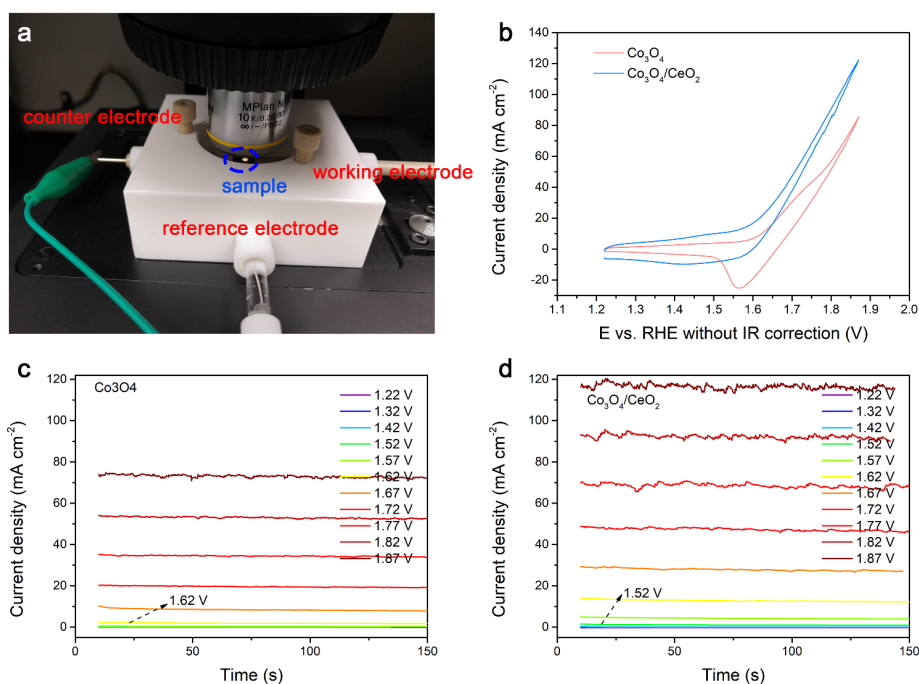 a
MPlan N
10x/0.25/BD
∞/-/FN22
counter electrode
sample
working electrode
reference electrode
b
Co3O4
Co3O4/CeO2
140
120
100
80
60
40
20
0
-20
Current density (mA cm-2)
1.1 1.2 1.3 1.4 1.5 1.6 1.7 1.8 1.9 2.0
E vs. RHE without IR correction (V)
c
Co3O4
120
100
80
60
40
20
0
Current density (mA cm-2)
1.22 V
1.32 V
1.42 V
1.52 V
1.57 V
1.62 V
1.67 V
1.72 V
1.77 V
1.82 V
1.87 V
1.62 V
0 50 100 150
Time (s)
d
Co3O4/CeO2
120
100
80
60
40
20
0
Current density (mA cm-2)
1.22 V
1.32 V
1.42 V
1.52 V
1.57 V
1.62 V
1.67 V
1.72 V
1.77 V
1.82 V
1.87 V
1.52 V
0 50 100 150
Time (s)